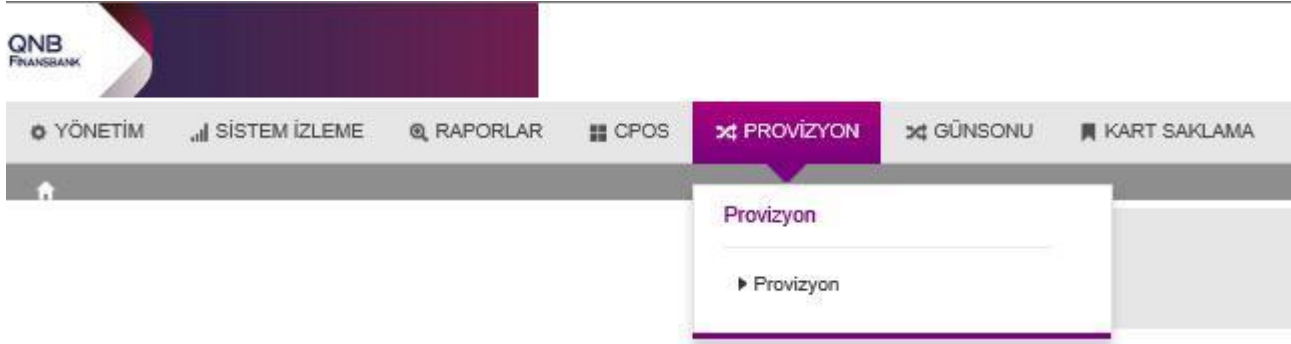 QNB
FINANSBANK
YÖNETİM SİSTEM İZLEME RAPORLAR CPOS PROVİZYON GÜNSONU KART SAKLAMA
Provizyon
Provizyon